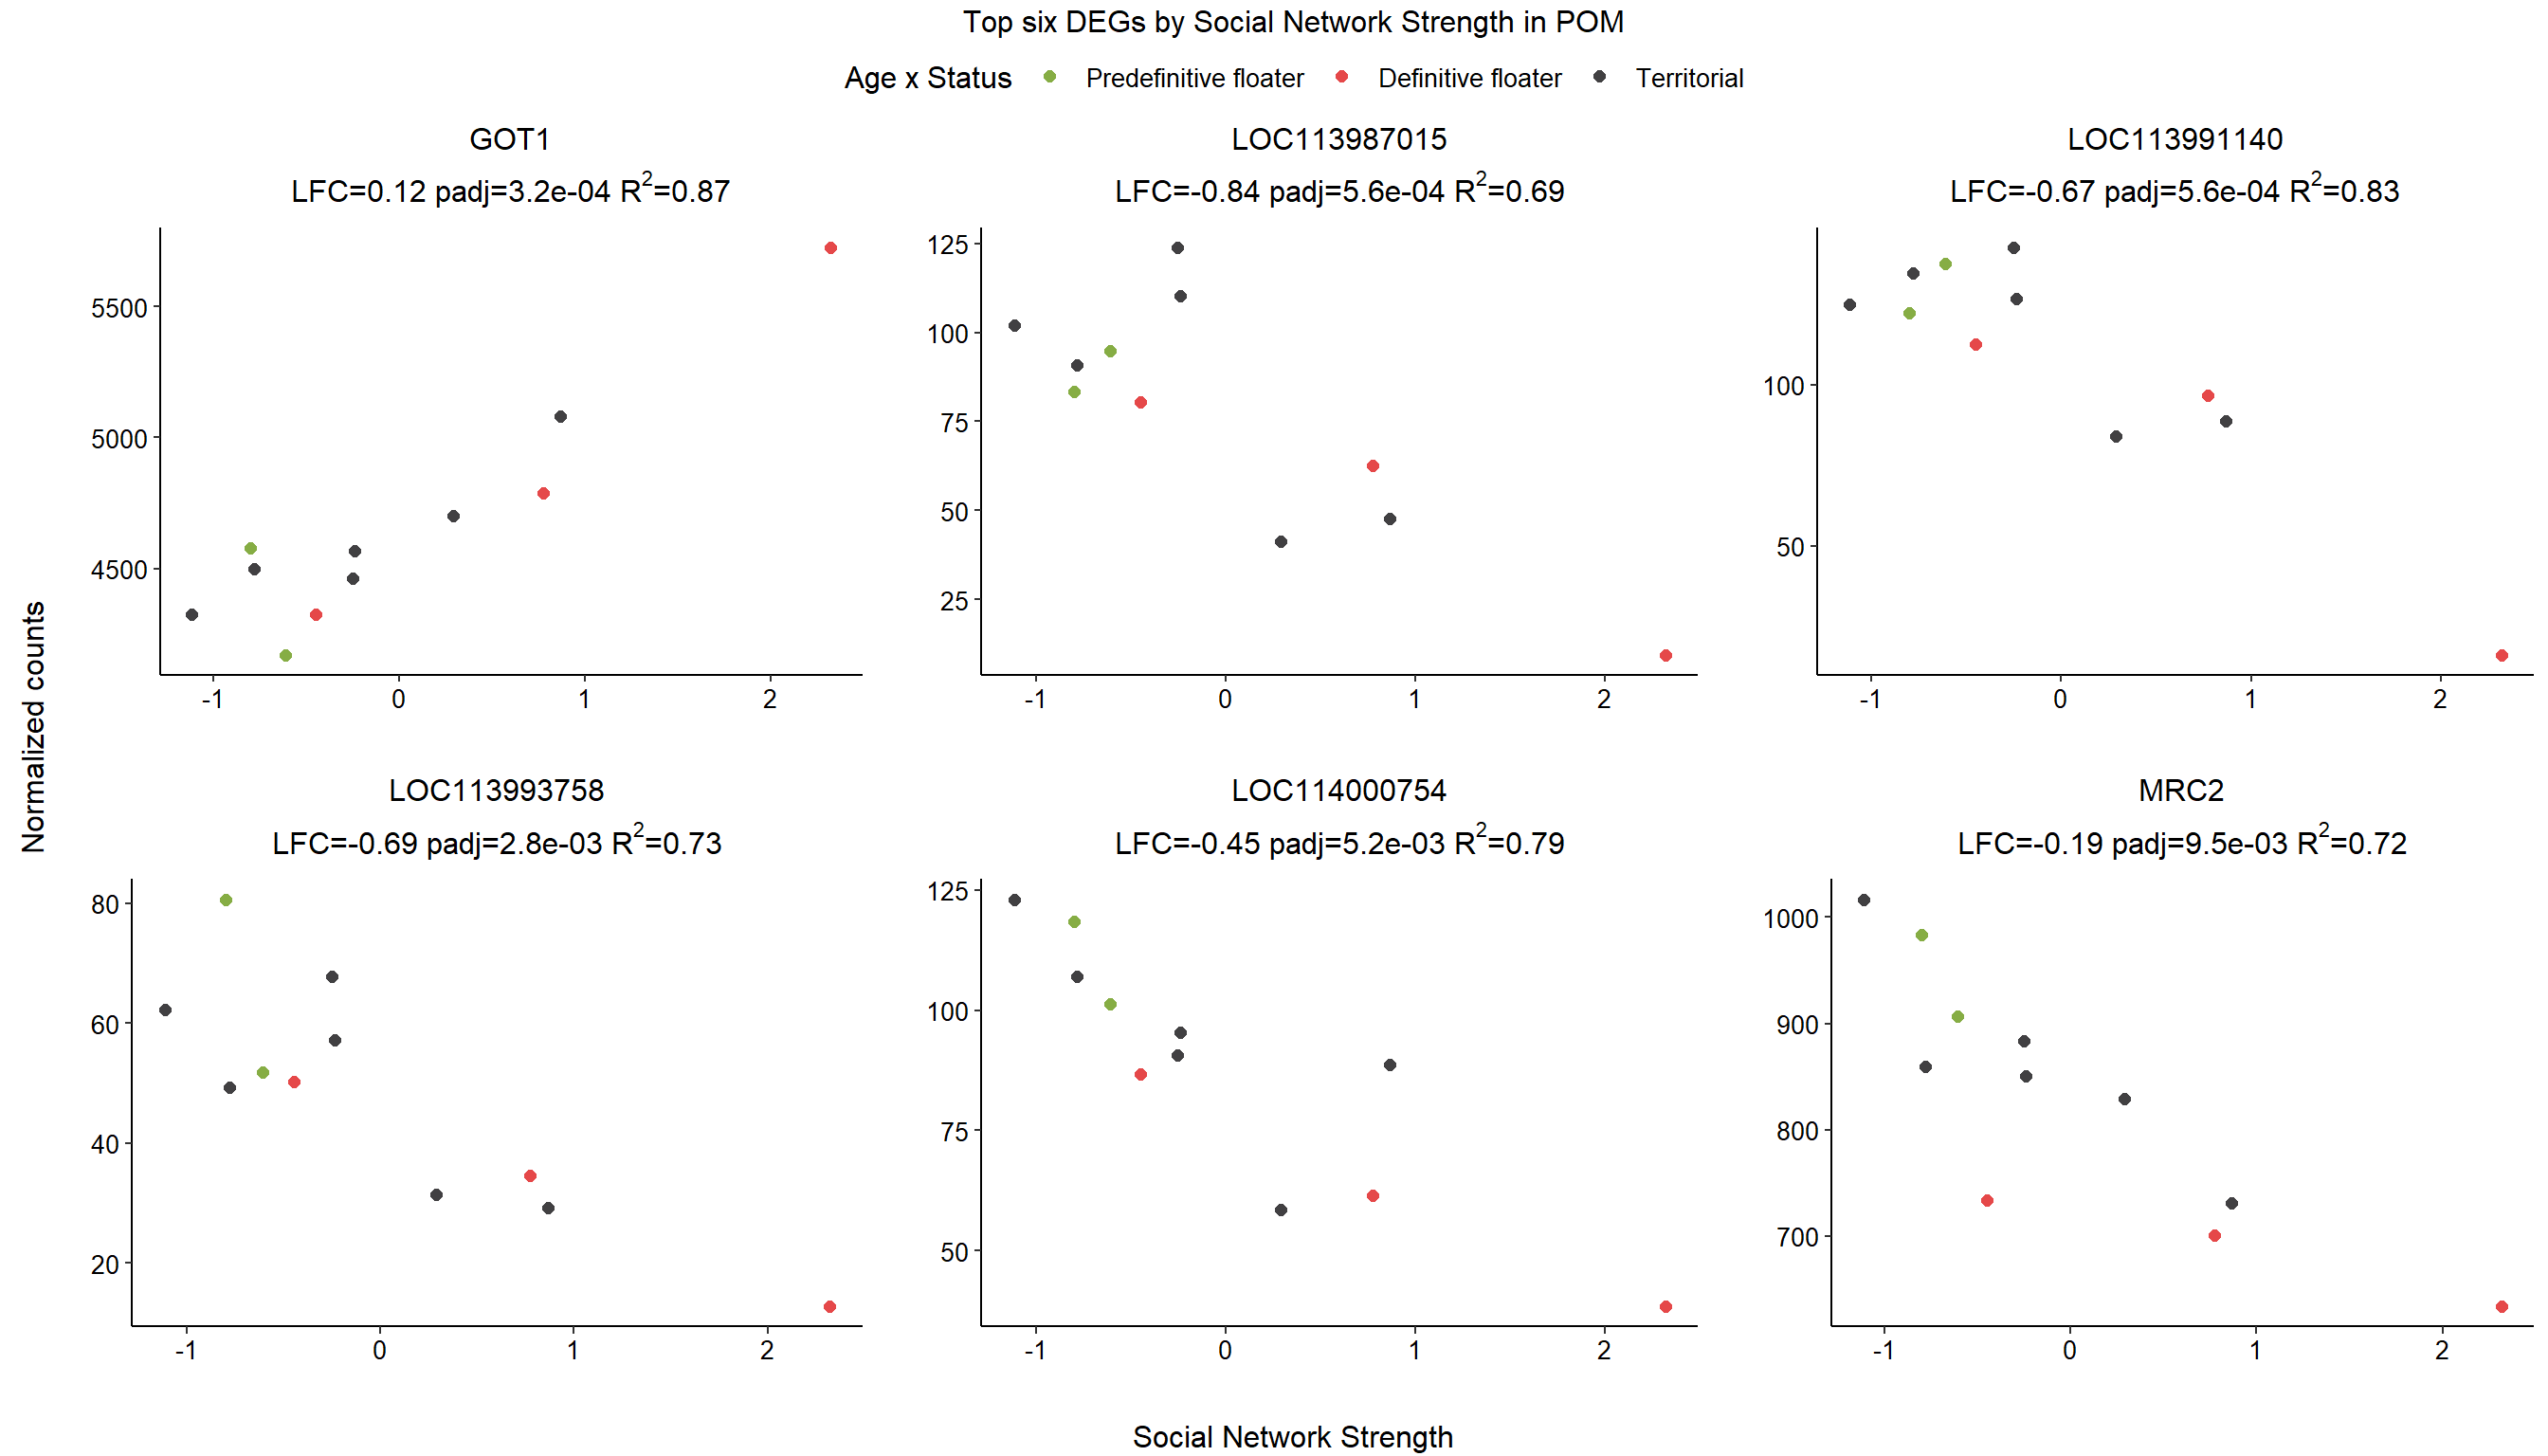 Top six DEGs by Social Network Strength in POM
Age x Status Predefinitive floater Definitive floater Territorial
GOT1
LFC=0.12 padj=3.2e-04 R²=0.87
5500
5000
4500
-1 0 1 2
LOC113987015
LFC=-0.84 padj=5.6e-04 R²=0.69
125
100
75
50
25
-1 0 1 2
LOC113991140
LFC=-0.67 padj=5.6e-04 R²=0.83
100
50
-1 0 1 2
Normalized counts
LOC113993758
LFC=-0.69 padj=2.8e-03 R²=0.73
80
60
40
20
-1 0 1 2
LOC114000754
LFC=-0.45 padj=5.2e-03 R²=0.79
125
100
75
50
-1 0 1 2
MRC2
LFC=-0.19 padj=9.5e-03 R²=0.72
1000
900
800
700
-1 0 1 2
Social Network Strength